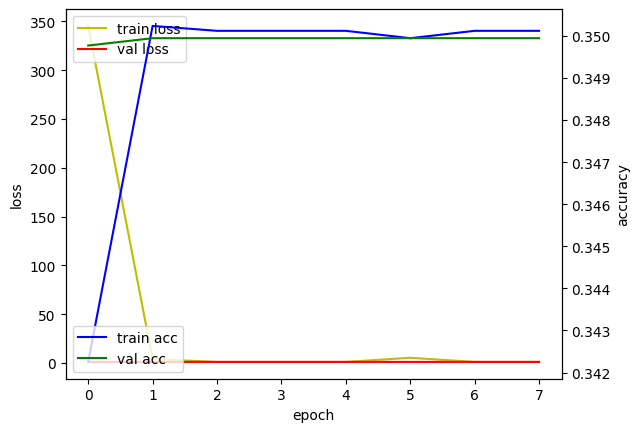 train loss
val loss
train acc
val acc
350
300
250
200
150
100
50
0
loss
0.350
0.349
0.348
0.347
0.346
0.345
0.344
0.343
0.342
accuracy
0 1 2 3 4 5 6 7
epoch